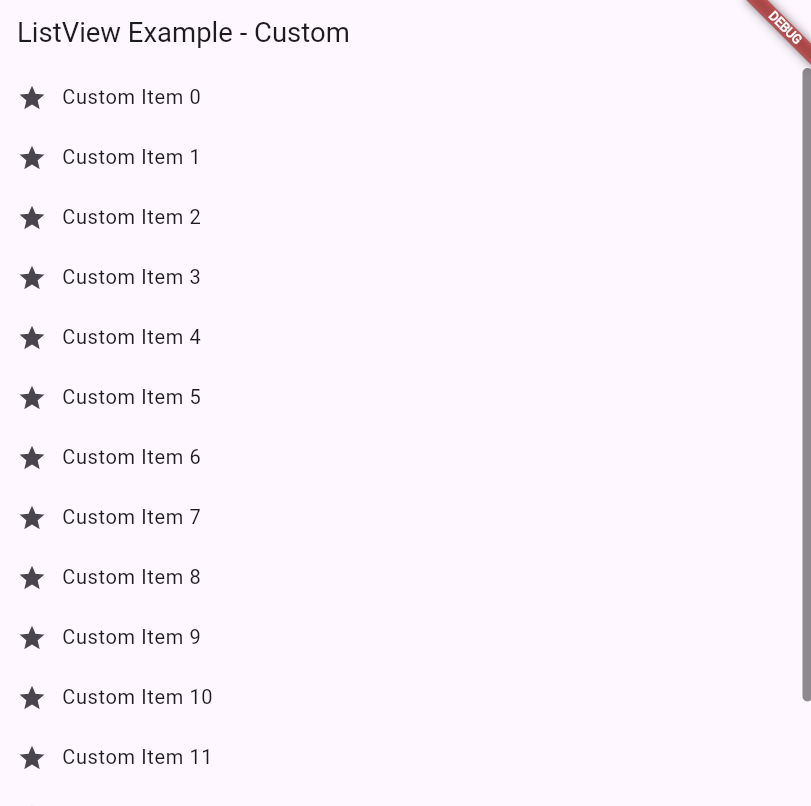 ListView Example - Custom
DEBUG
Custom Item 0
Custom Item 1
Custom Item 2
Custom Item 3
Custom Item 4
Custom Item 5
Custom Item 6
Custom Item 7
Custom Item 8
Custom Item 9
Custom Item 10
Custom Item 11